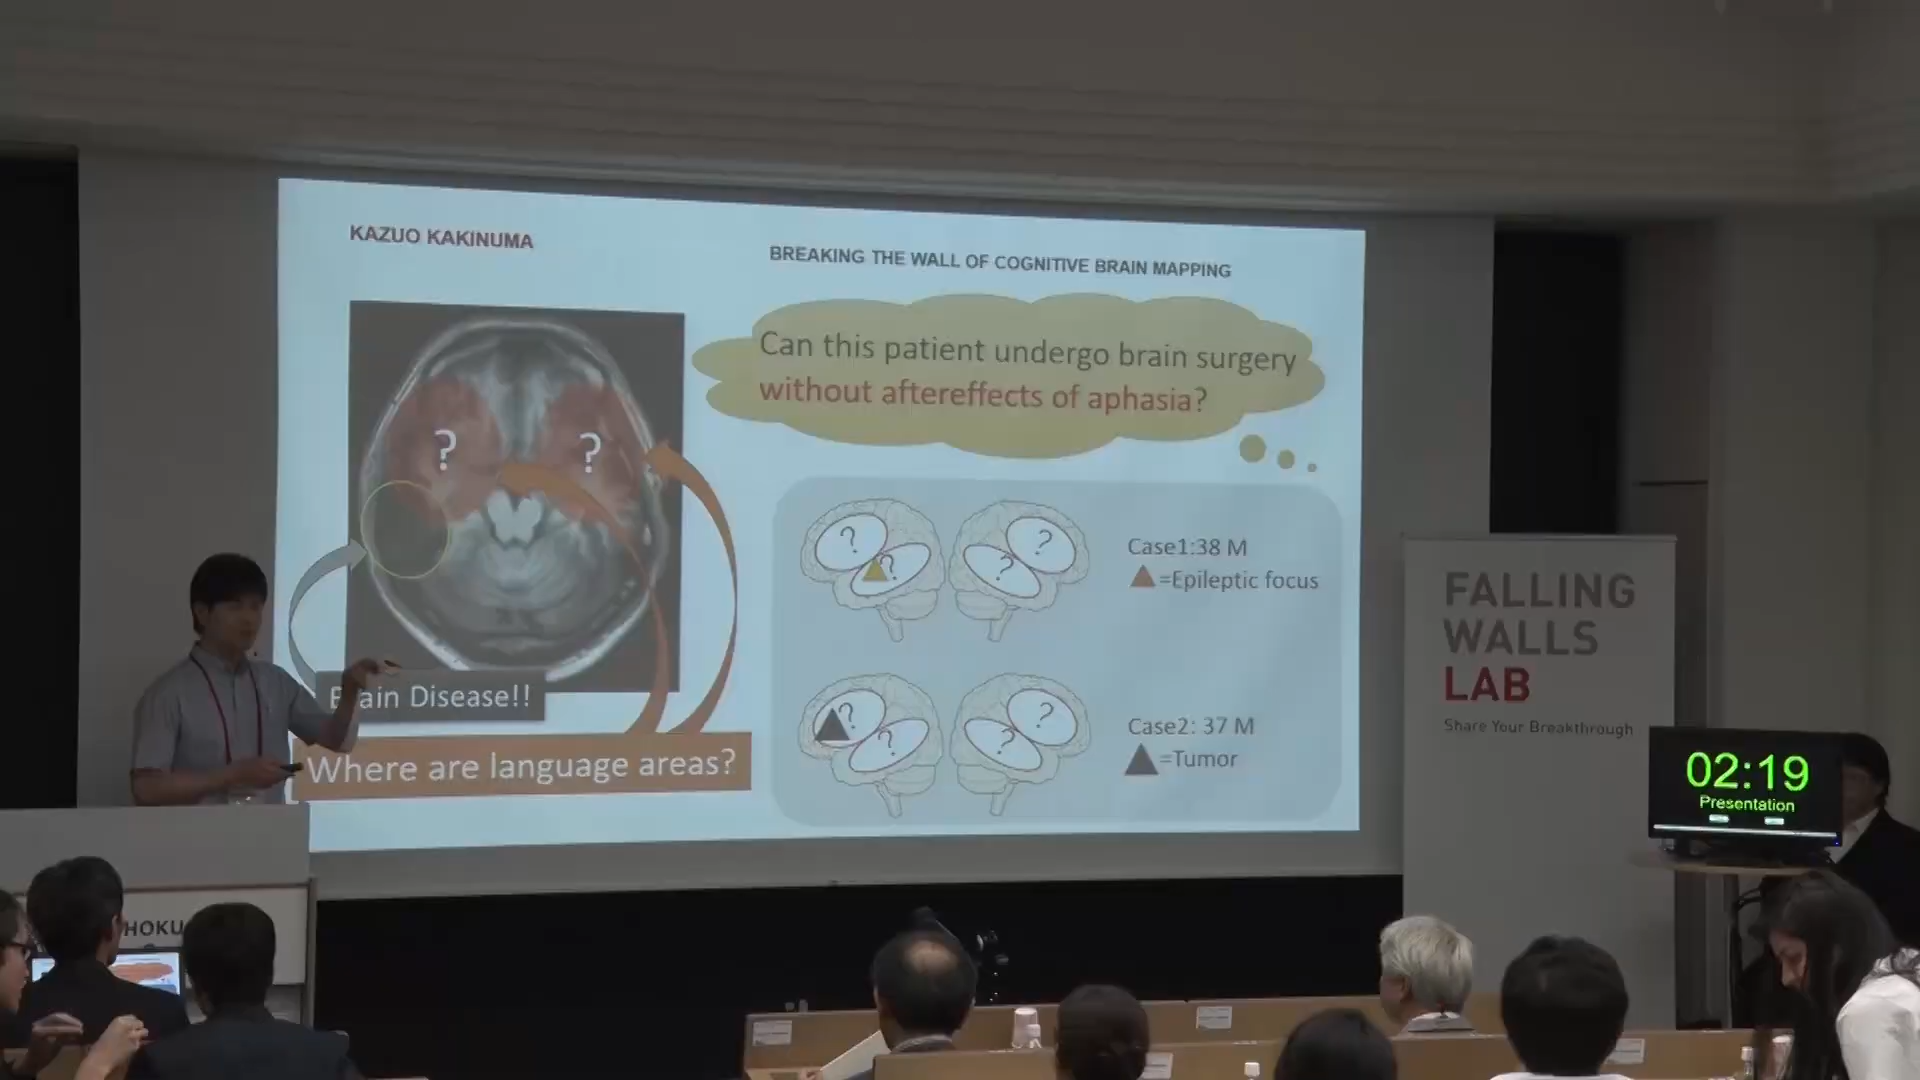 KAZUO KAKINUMA
BREAKING THE WALL OF COGNITIVE BRAIN MAPPING
Can this patient undergo brain surgery
without aftereffects of aphasia?
?
?
?
?
?
?
Case1:38 M
=Epileptic focus
?
?
?
?
Case2: 37 M
=Tumor
Brain Disease!!
Where are language areas?
FALLING
WALLS
LAB
Share Your Breakthrough
02:19
Presentation
HOKU